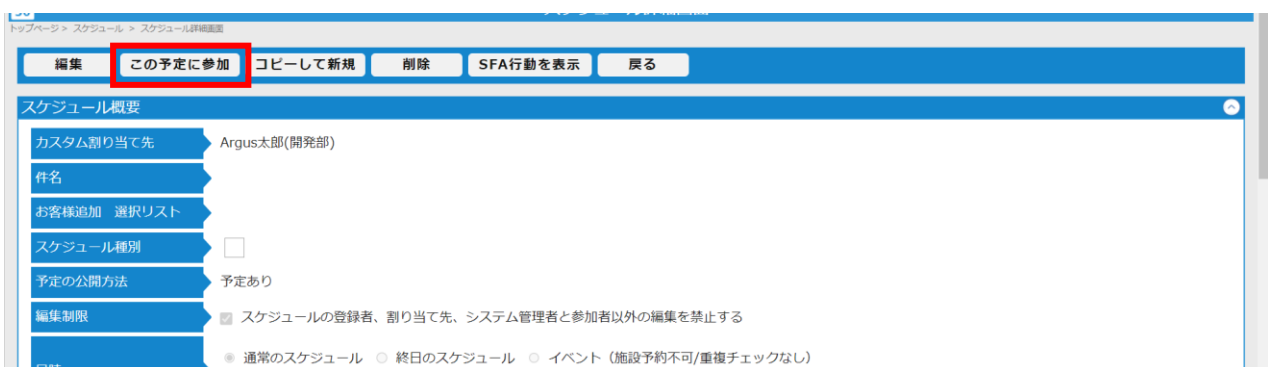 トップページ > スケジュール > スケジュール詳細画面
編集 この予定に参加 コピーして新規 削除 SFA行動を表示 戻る
スケジュール概要
カスタム割り当て先 Argus太郎(開発部)
件名
お客様追加 選択リスト
スケジュール種別
予定の公開方法 予定あり
編集制限 スケジュールの登録者、割り当て先、システム管理者と参加者以外の編集を禁止する
通常のスケジュール 終日のスケジュール イベント（施設予約不可/重複チェックなし）